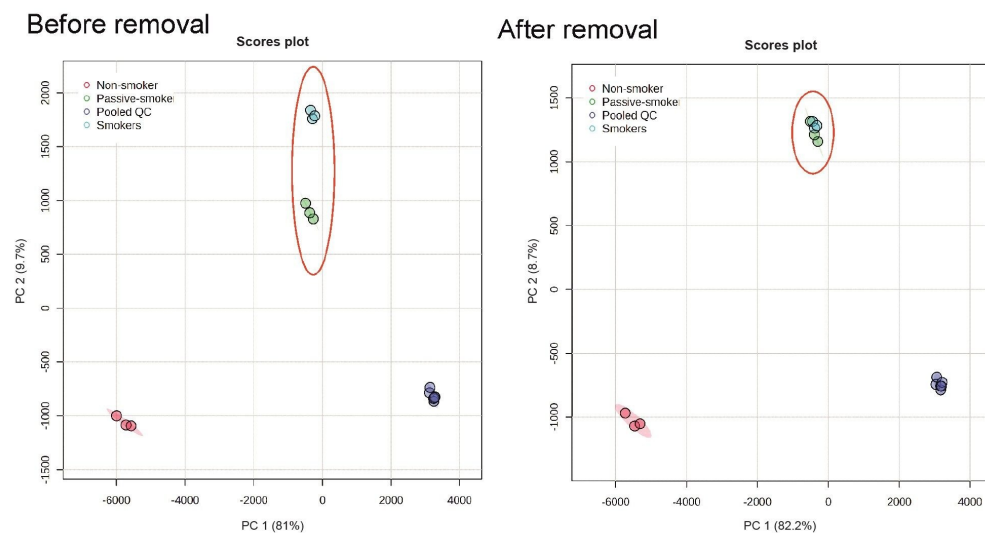 Before removal
Scores plot
Non-smoker
Passive-smoker
Pooled QC
Smokers
2000
1500
1000
500
0
-500
-1000
-1500
PC 2 (9.7%)
-6000 -4000 -2000 0 2000 4000
PC 1 (81%)
After removal
Scores plot
Non-smoker
Passive-smoker
Pooled QC
Smokers
1500
1000
500
0
-500
-1000
PC 2 (8.7%)
-6000 -4000 -2000 0 2000 4000
PC 1 (82.2%)